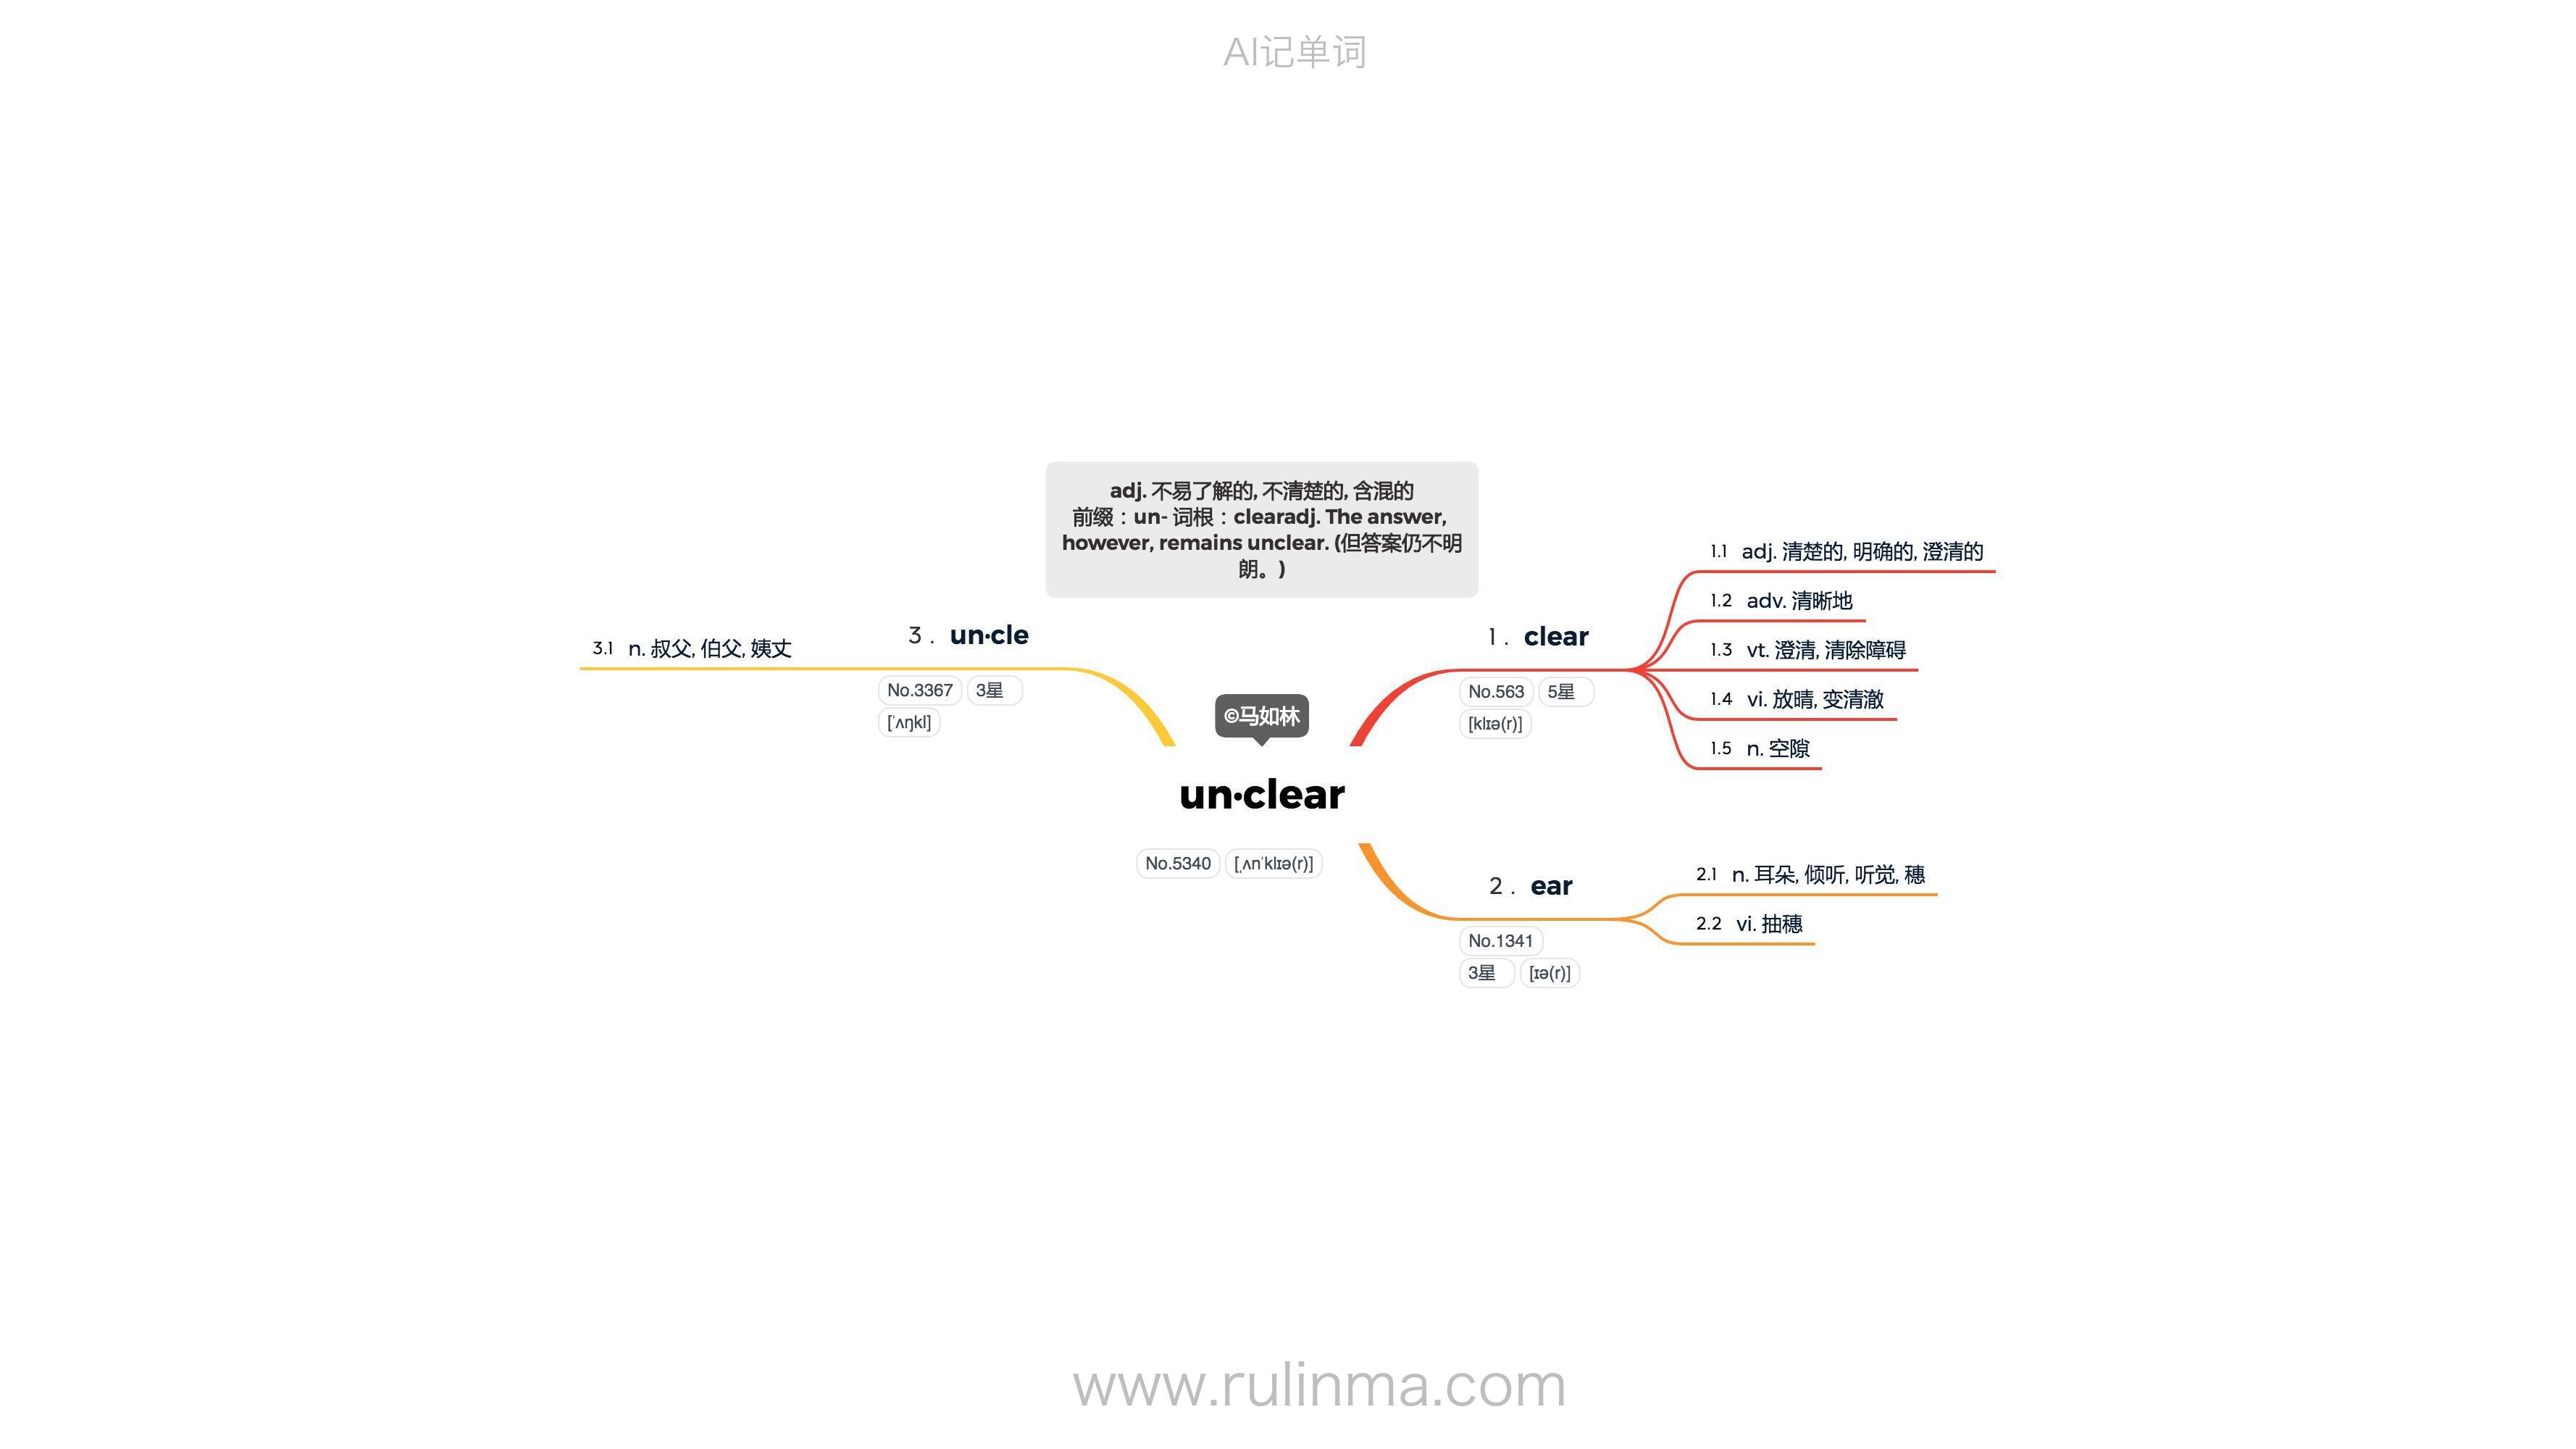 AI记单词
adj. 不易了解的, 不清楚的, 含混的
前缀：un- 词根：clearadj. The answer,
however, remains unclear. (但答案仍不明
朗。)
©马如林
un·clear
No.5340 [ˌʌnˈklɪə(r)]
1. clear
No.563 5星
[klɪə(r)]
1.1 adj. 清楚的, 明确的, 澄清的
1.2 adv. 清晰地
1.3 vt. 澄清, 清除障碍
1.4 vi. 放晴, 变清澈
1.5 n. 空隙
2. ear
No.1341
3星 [ɪə(r)]
2.1 n. 耳朵, 倾听, 听觉, 穗
2.2 vi. 抽穗
3. un·cle
No.3367 3星
[ˈʌŋkl]
3.1 n. 叔父, 伯父, 姨丈
www.rulinma.com